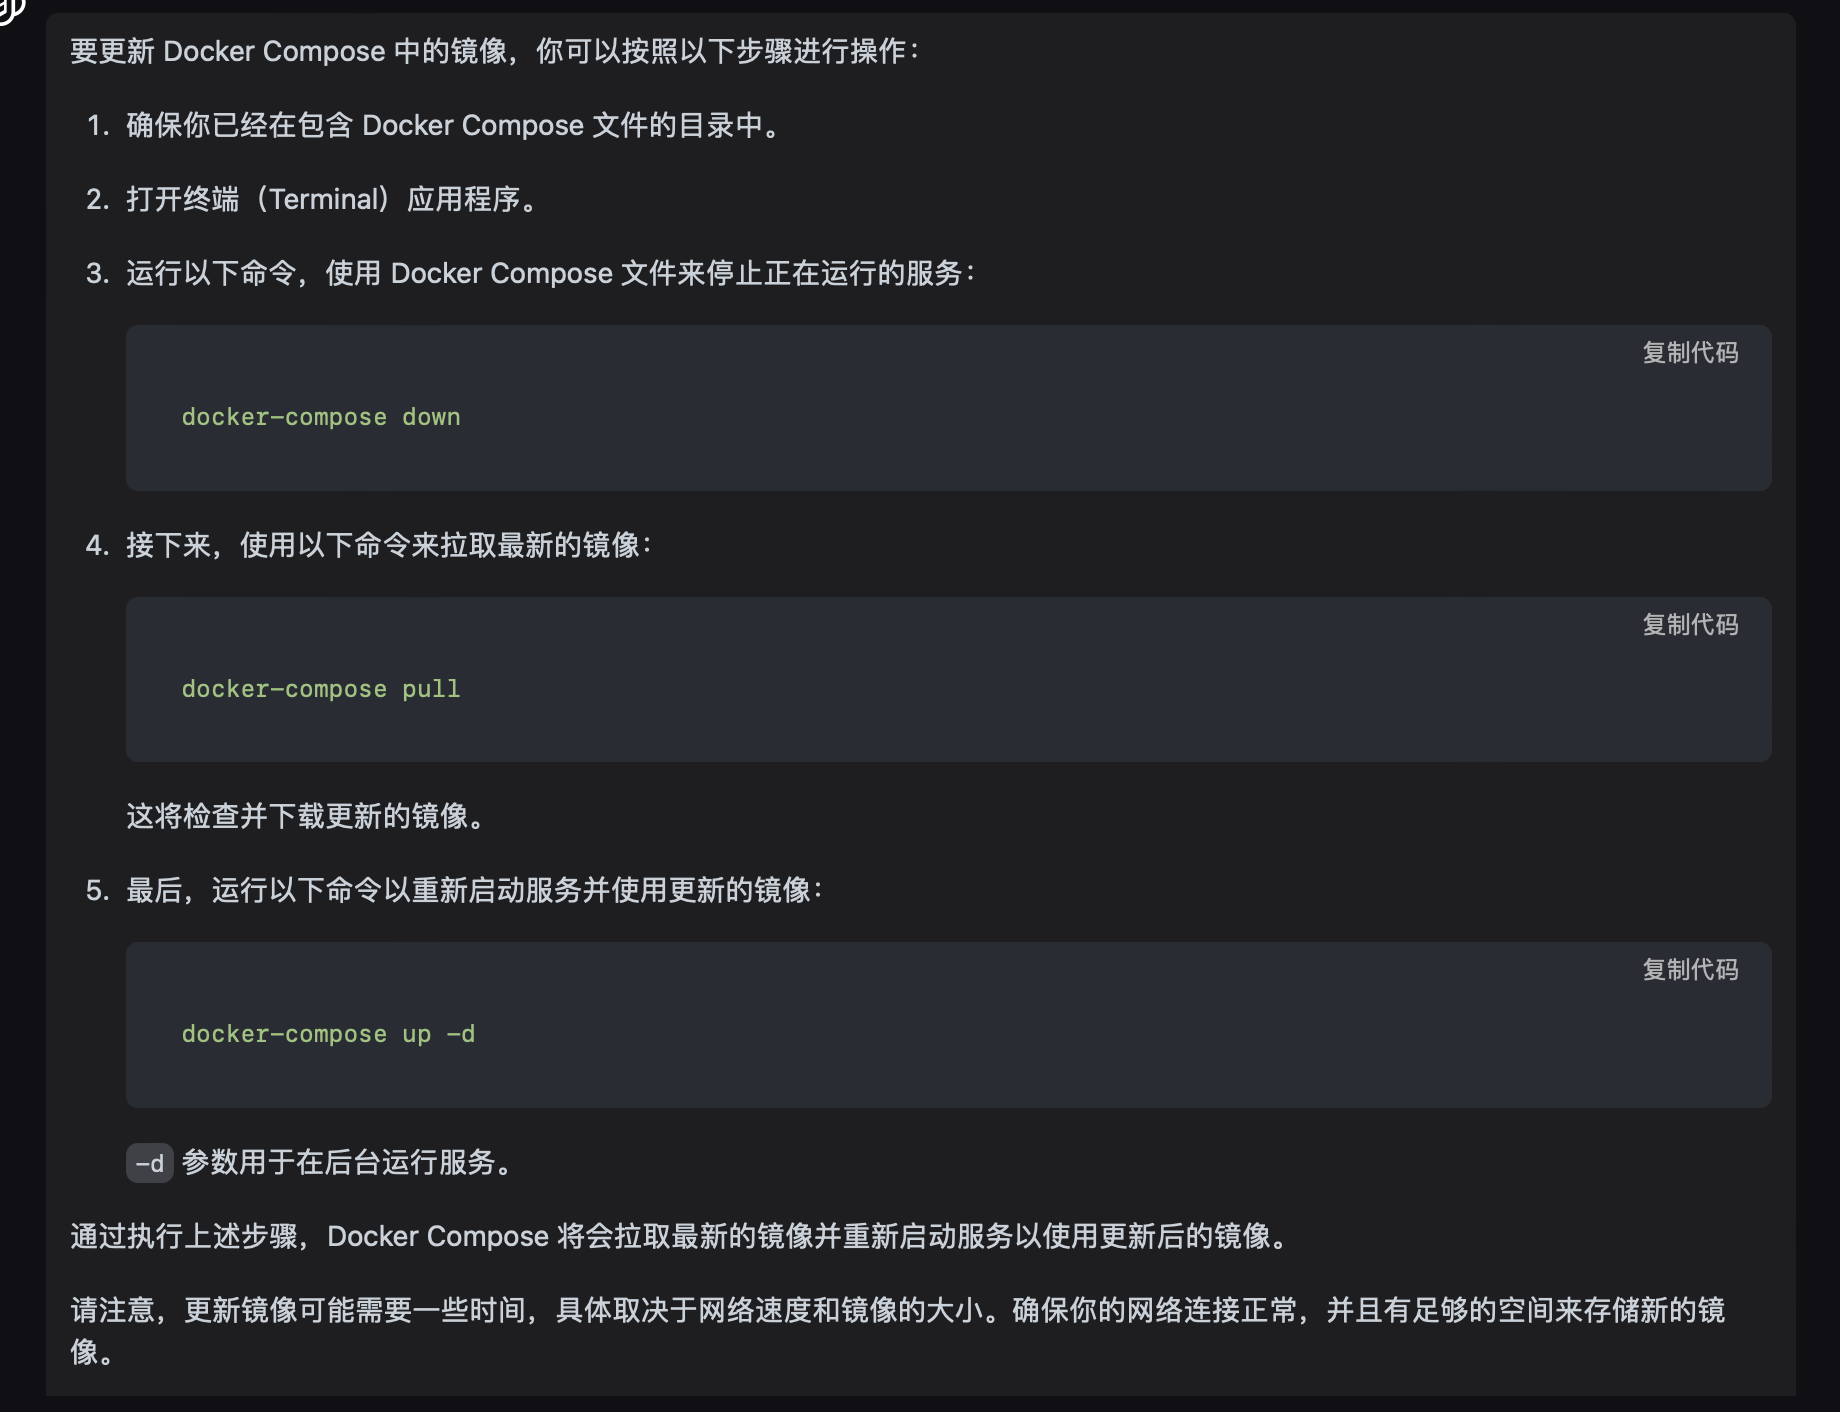 要更新 Docker Compose 中的镜像，你可以按照以下步骤进行操作：
1. 确保你已经在包含 Docker Compose 文件的目录中。
2. 打开终端（Terminal）应用程序。
3. 运行以下命令，使用 Docker Compose 文件来停止正在运行的服务：
复制代码
docker-compose down
4. 接下来，使用以下命令来拉取最新的镜像：
复制代码
docker-compose pull
这将检查并下载更新的镜像。
5. 最后，运行以下命令以重新启动服务并使用更新的镜像：
复制代码
docker-compose up -d
-d 参数用于在后台运行服务。
通过执行上述步骤，Docker Compose 将会拉取最新的镜像并重新启动服务以使用更新后的镜像。
请注意，更新镜像可能需要一些时间，具体取决于网络速度和镜像的大小。确保你的网络连接正常，并且有足够的空间来存储新的镜
像。